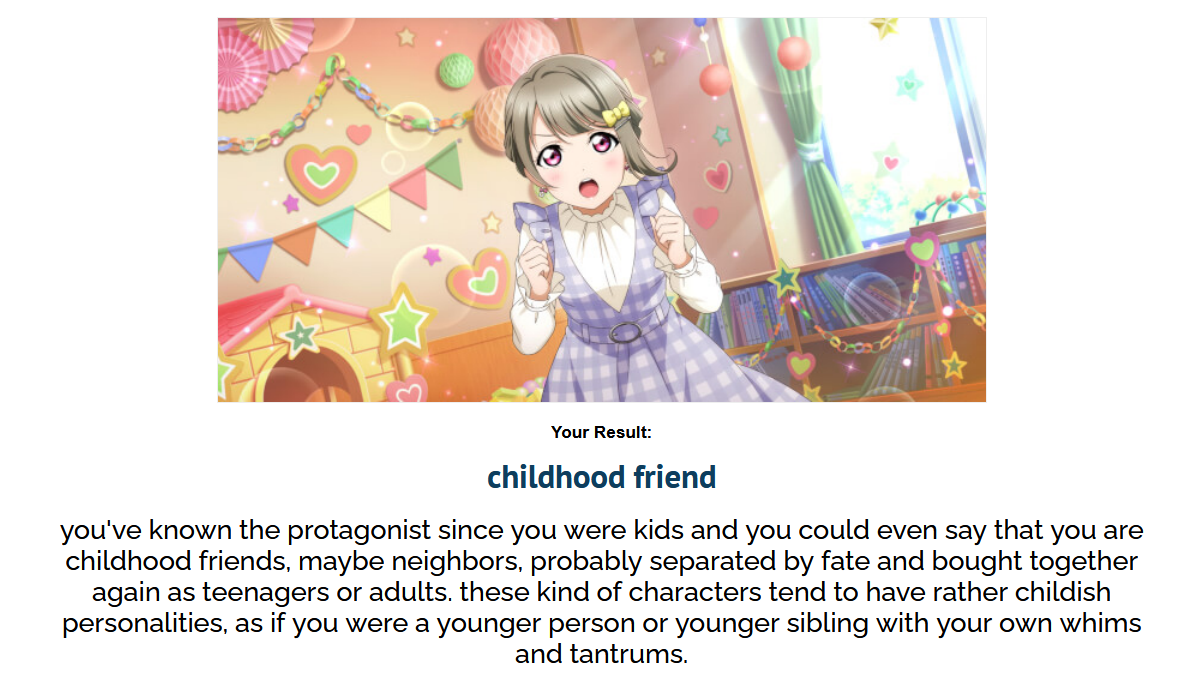 Your Result:
childhood friend
you've known the protagonist since you were kids and you could even say that you are
childhood friends, maybe neighbors, probably separated by fate and bought together
again as teenagers or adults. these kind of characters tend to have rather childish
personalities, as if you were a younger person or younger sibling with your own whims
and tantrums.